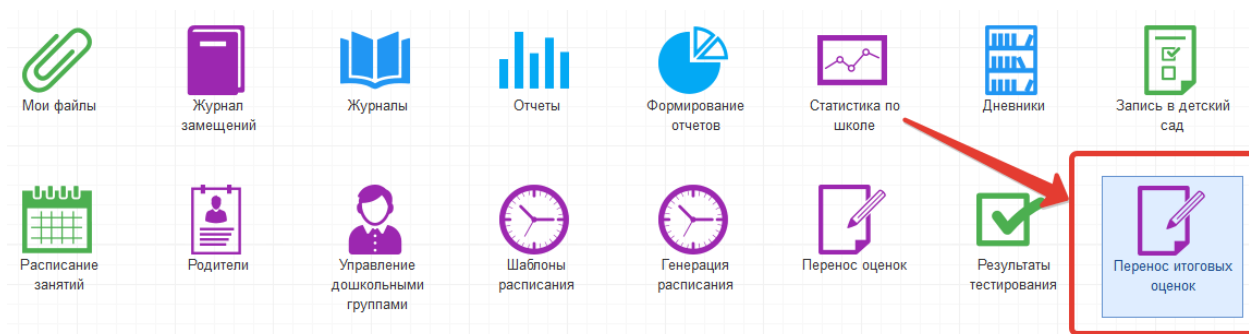 Мои файлы
Журнал
замещений
Журналы
Отчеты
Формирование
отчетов
Статистика по
школе
Дневники
Запись в детский
сад
Расписание
занятий
Родители
Управление
дошкольными
группами
Шаблоны
расписания
Генерация
расписания
Перенос оценок
Результаты
тестирования
Перенос итоговых
оценок